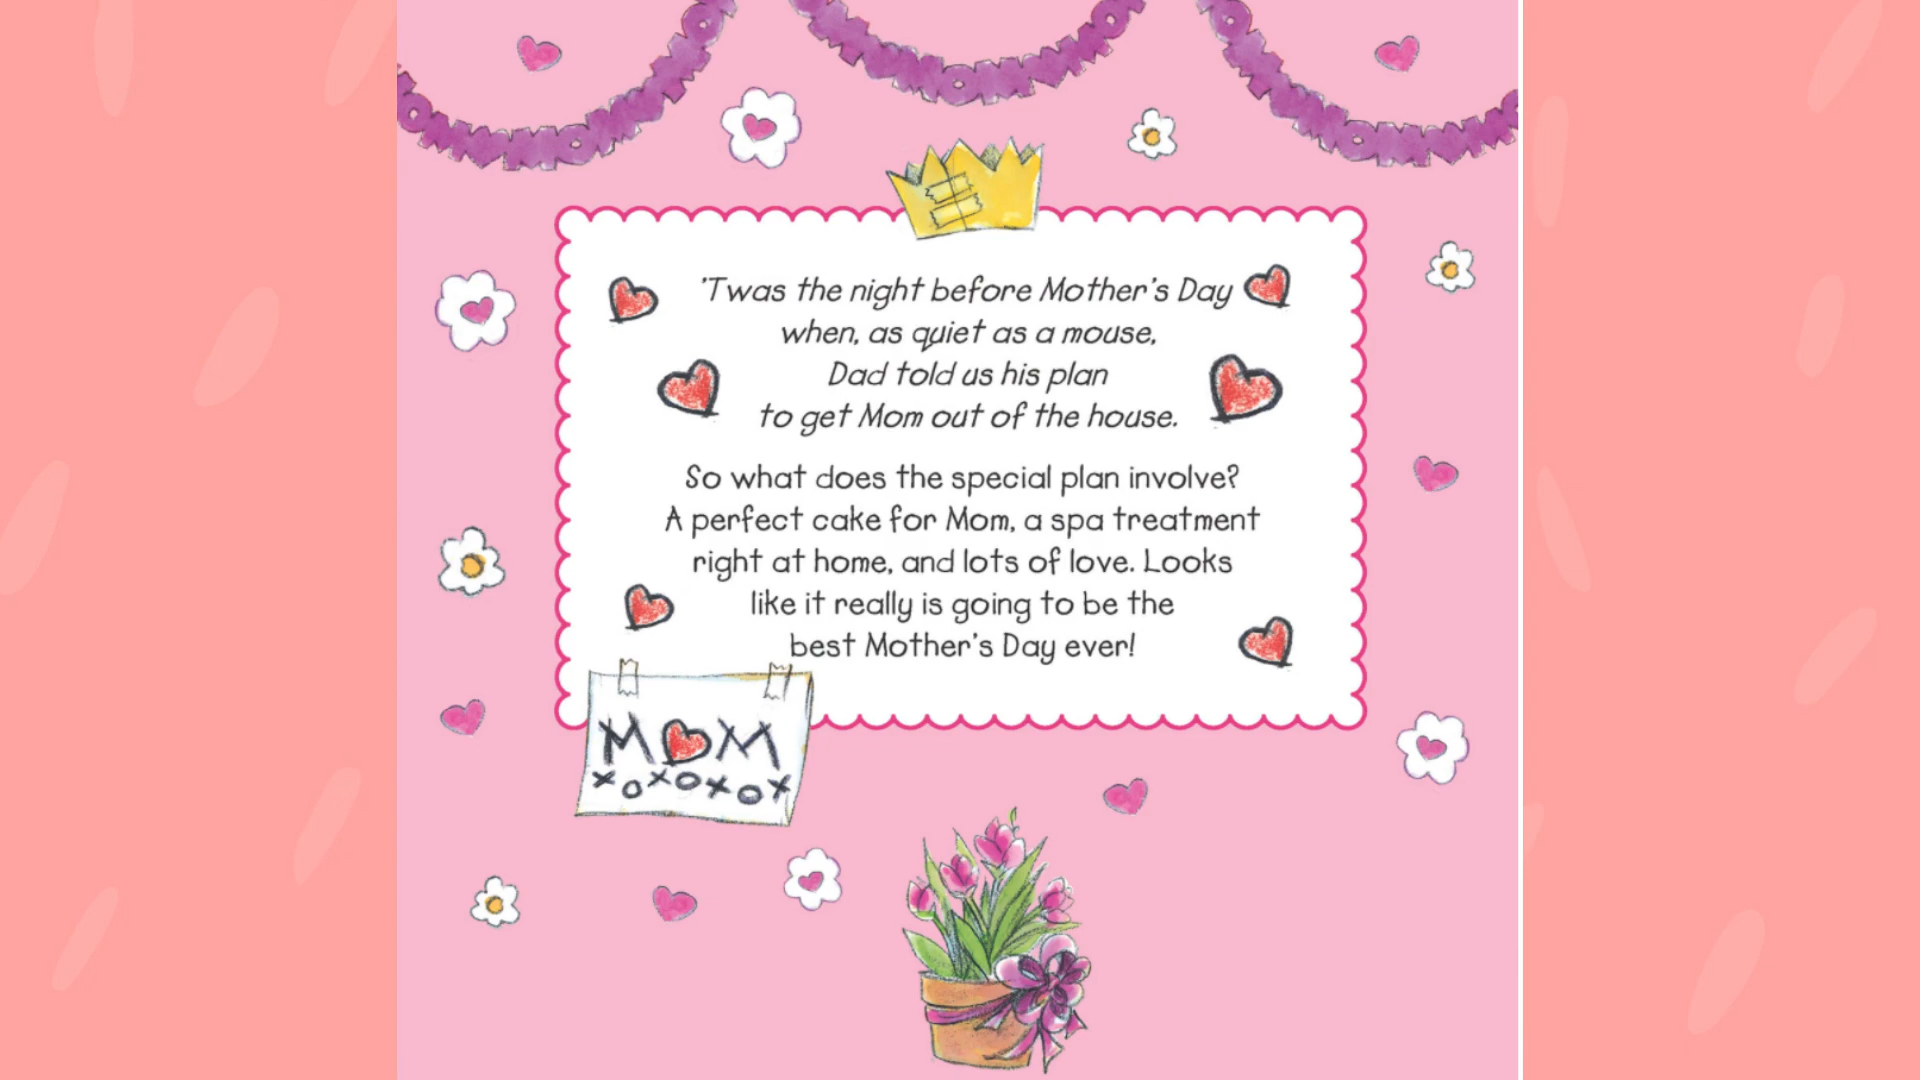 'Twas the night before Mother's Day
when, as quiet as a mouse,
Dad told us his plan
to get Mom out of the house.
So what does the special plan involve?
A perfect cake for Mom, a spa treatment
right at home, and lots of love. Looks
like it really is going to be the
best Mother's Day ever!
M❤M
xoxoxox